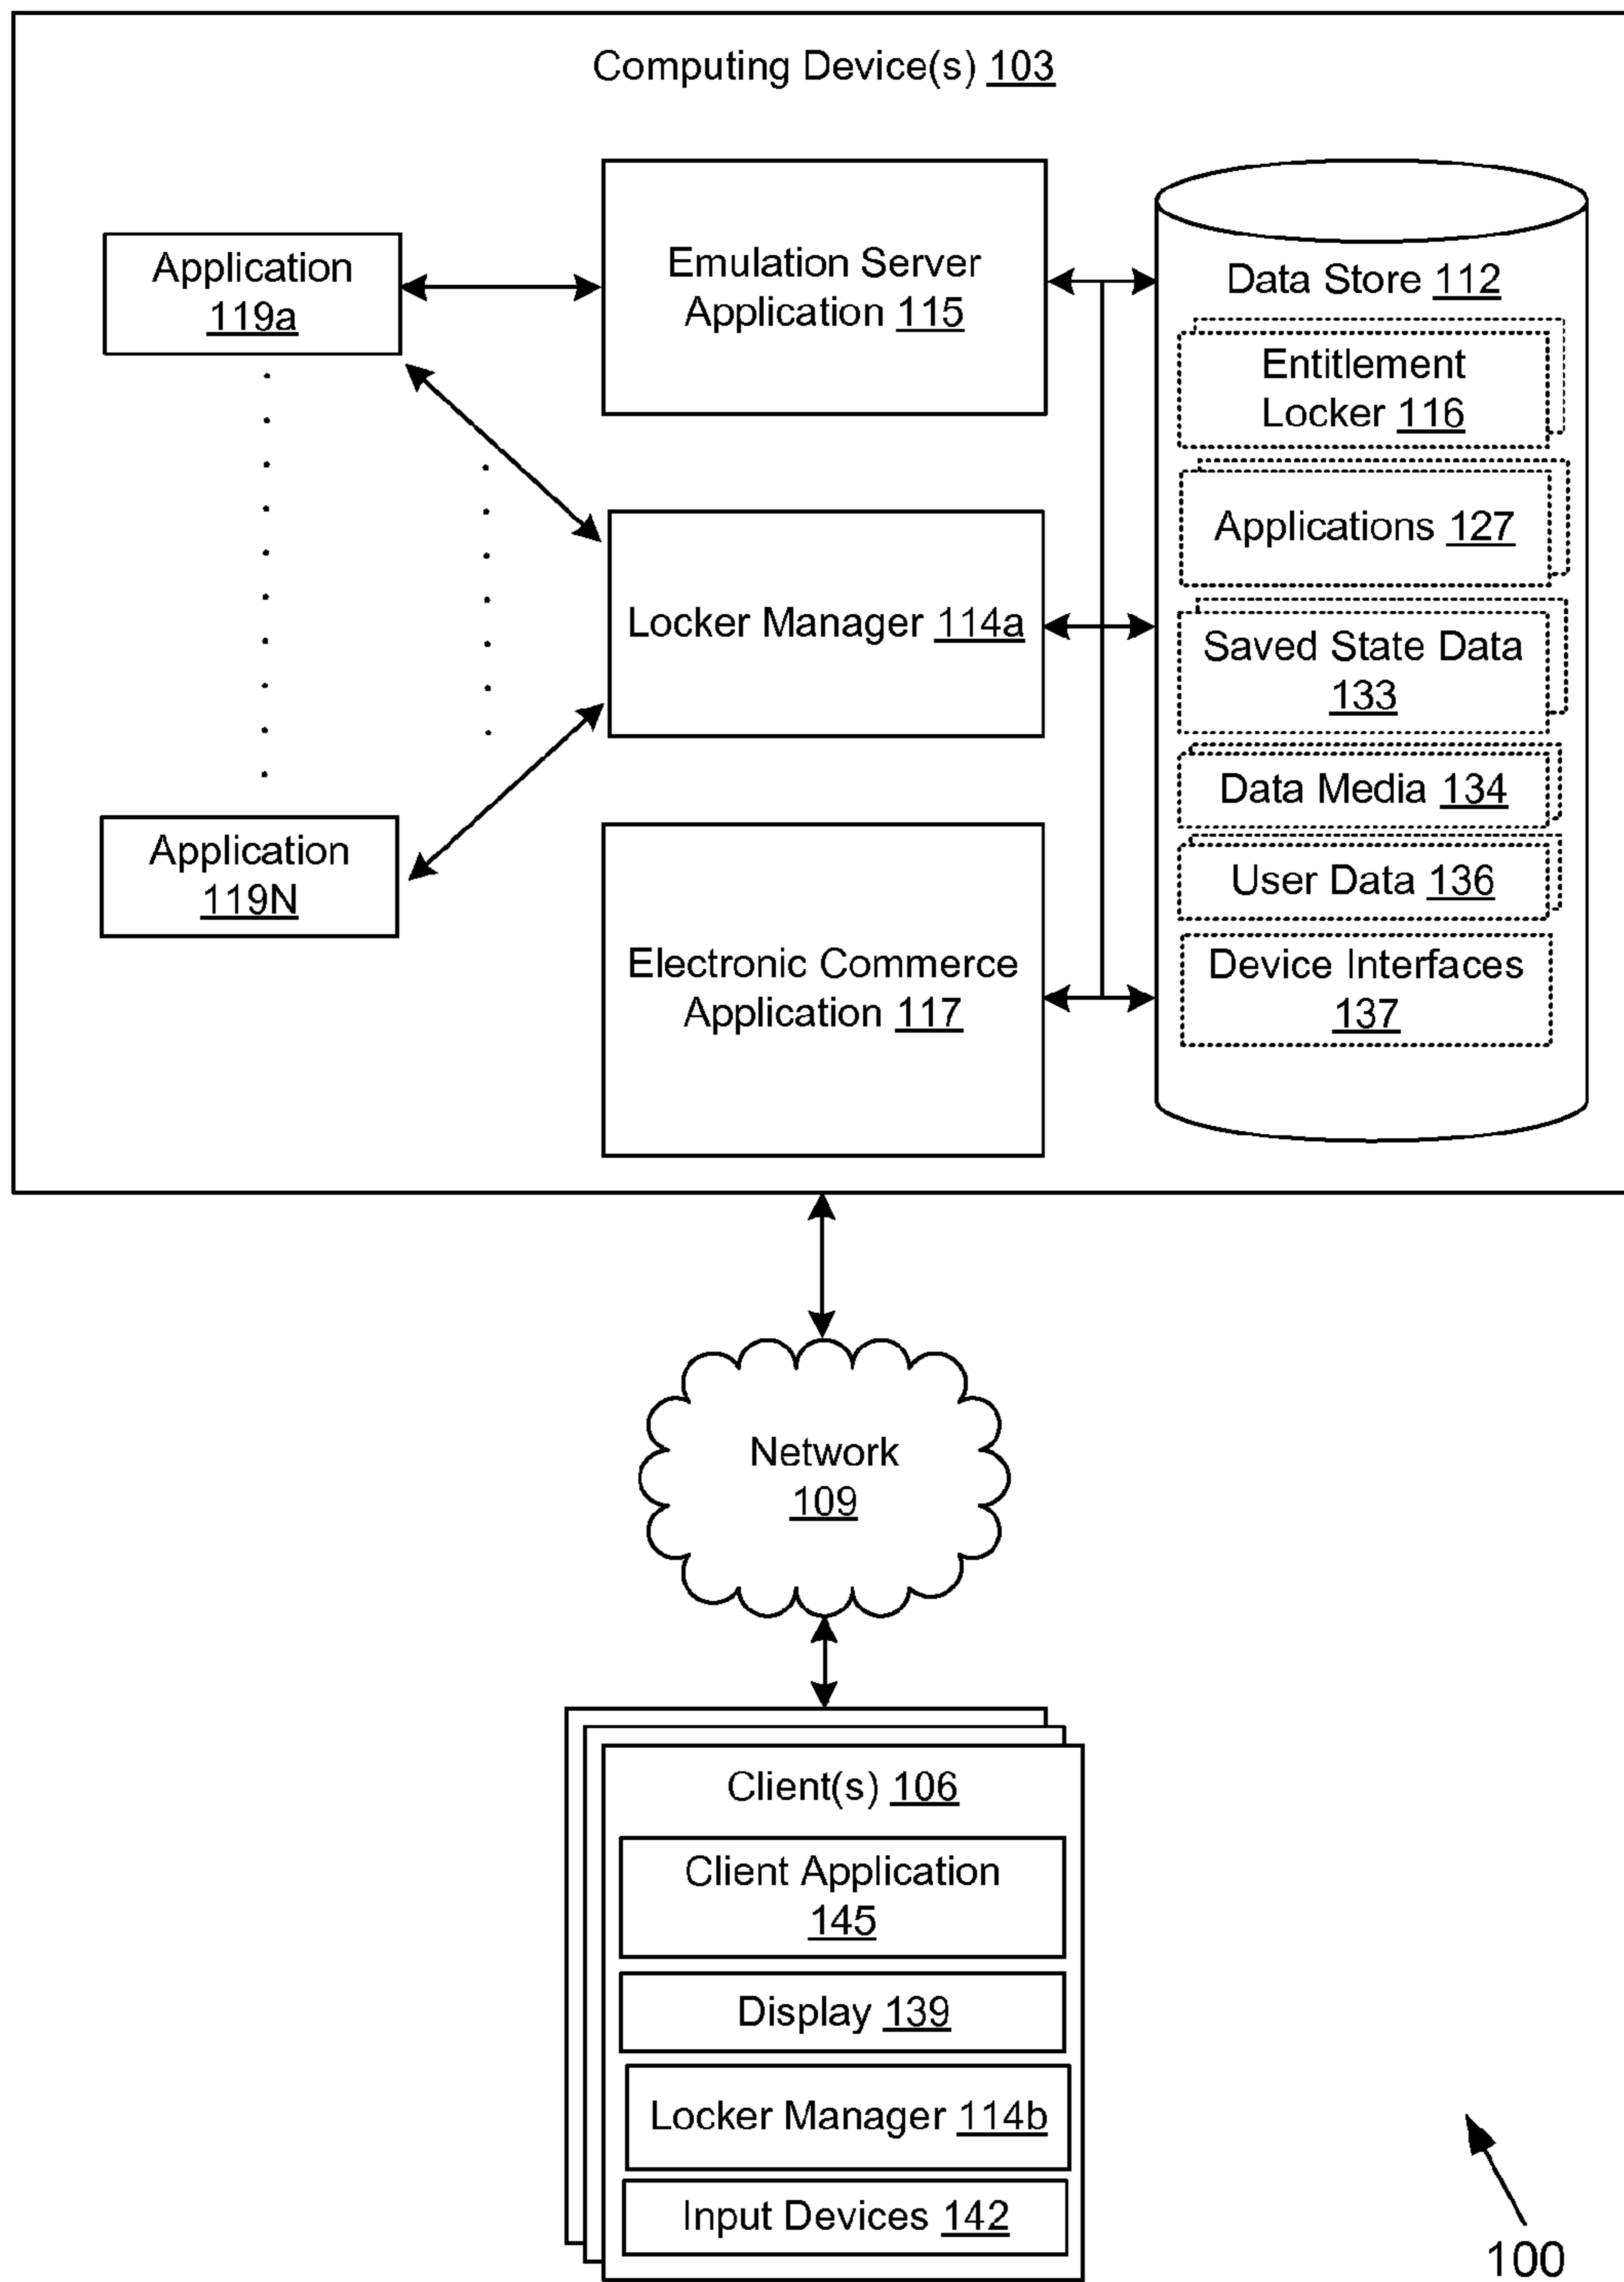 Computing Device(s) 103
Application
119a
Emulation Server
Application 115
Locker Manager 114a
Application
119N
Electronic Commerce
Application 117
Data Store 112
Entitlement
Locker 116
Applications 127
Saved State Data
133
Data Media 134
User Data 136
Device Interfaces
137
Network
109
Client(s) 106
Client Application
145
Display 139
Locker Manager 114b
Input Devices 142
100